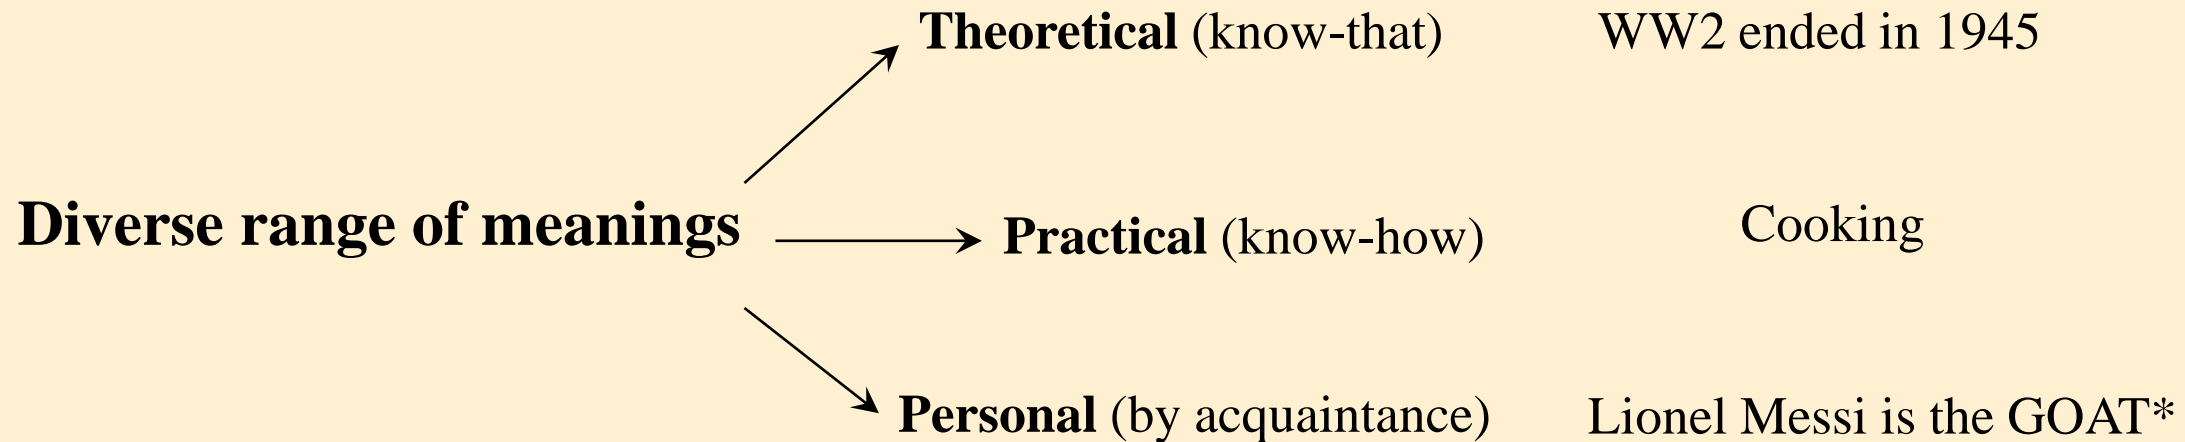 Theoretical (know-that) WW2 ended in 1945
Diverse range of meanings Practical (know-how) Cooking
Personal (by acquaintance) Lionel Messi is the GOAT*